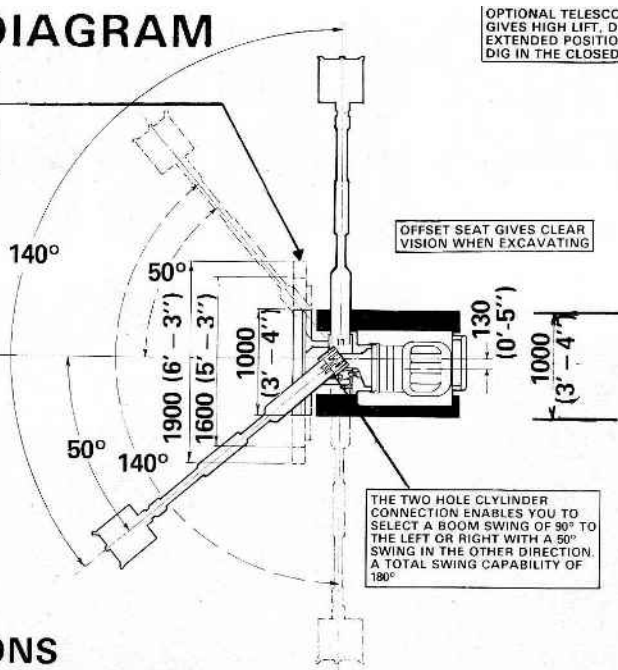 DIAGRAM
OPTIONAL TELESCO
GIVES HIGH LIFT, D
EXTENDED POSITIO
DIG IN THE CLOSED
140°
50°
OFFSET SEAT GIVES CLEAR
VISION WHEN EXCAVATING
1900 (6' – 3")
1600 (5' – 3")
1000
(3' – 4")
130
(0'-5")
1000
(3' – 4")
50°
140°
THE TWO HOLE CLYLINDER
CONNECTION ENABLES YOU TO
SELECT A BOOM SWING OF 90° TO
THE LEFT OR RIGHT WITH A 50°
SWING IN THE OTHER DIRECTION.
A TOTAL SWING CAPABILITY OF
180°
ONS